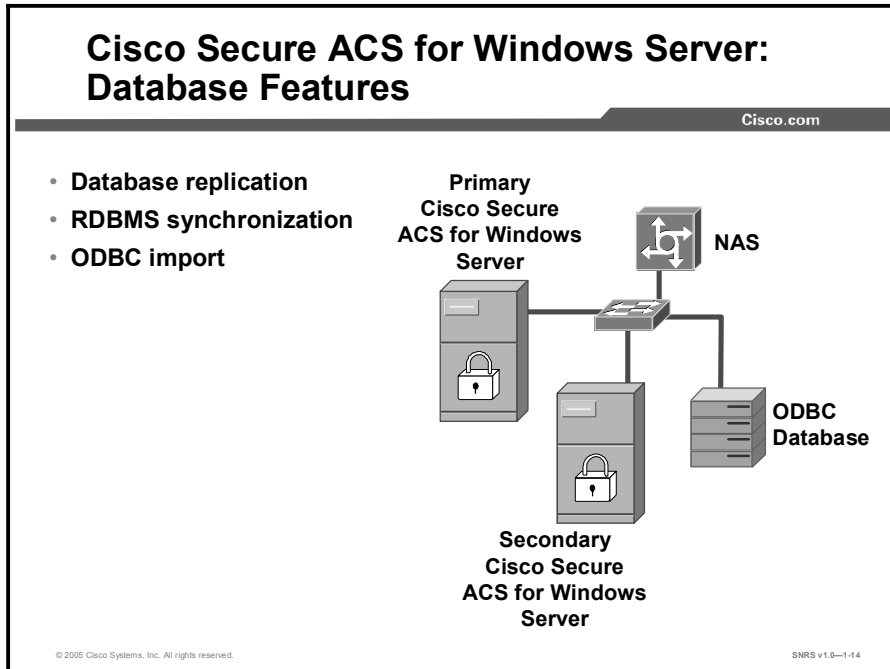 Cisco Secure ACS for Windows Server:
Database Features
Cisco.com
• Database replication
• RDBMS synchronization
• ODBC import
Primary
Cisco Secure
ACS for Windows
Server
NAS
ODBC
Database
Secondary
Cisco Secure
ACS for Windows
Server
© 2005 Cisco Systems, Inc. All rights reserved.
SNRS v1.0—1-14